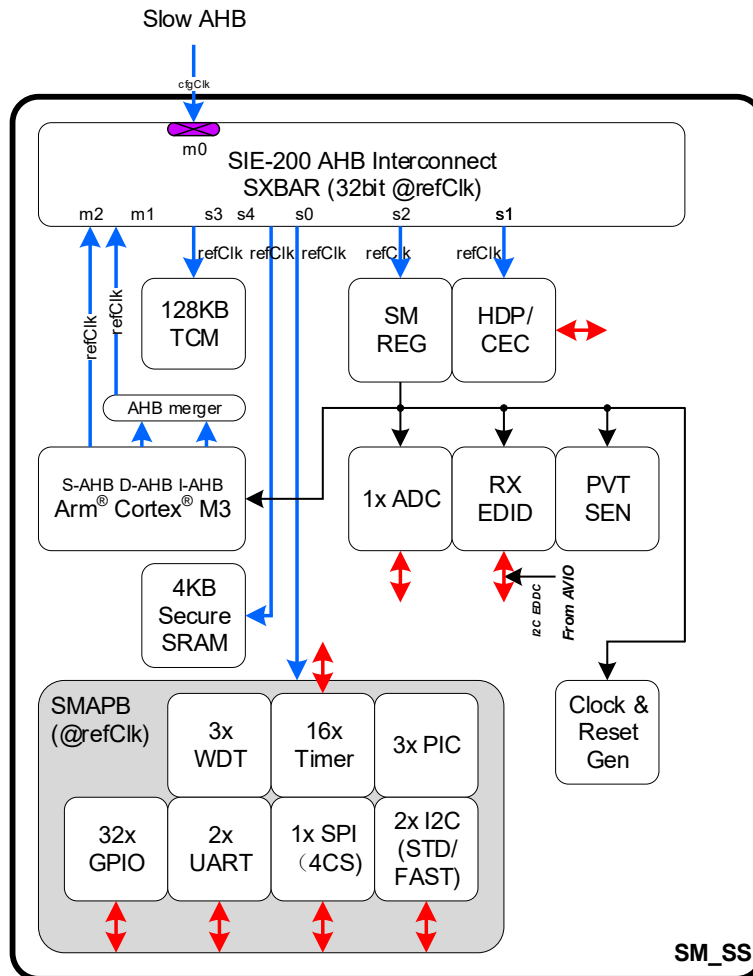 Slow AHB
cfgClk
m0
SIE-200 AHB Interconnect
SXBAR (32bit @refClk)
m2 m1 s3 s4 s0 s2 s1
refClk refClk refClk refClk refClk
refClk
refClk
128KB
TCM
SM
REG
HDP/
CEC
AHB merger
S-AHB D-AHB I-AHB
Arm® Cortex® M3
1x ADC
RX
EDID
PVT
SEN
4KB
Secure
SRAM
I2C EDDC
From AVIO
SMAPB
(@refClk)
3x
WDT
16x
Timer
3x PIC
Clock &
Reset
Gen
32x
GPIO
2x
UART
1x SPI
（4CS)
2x I2C
(STD/
FAST)
SM_SS